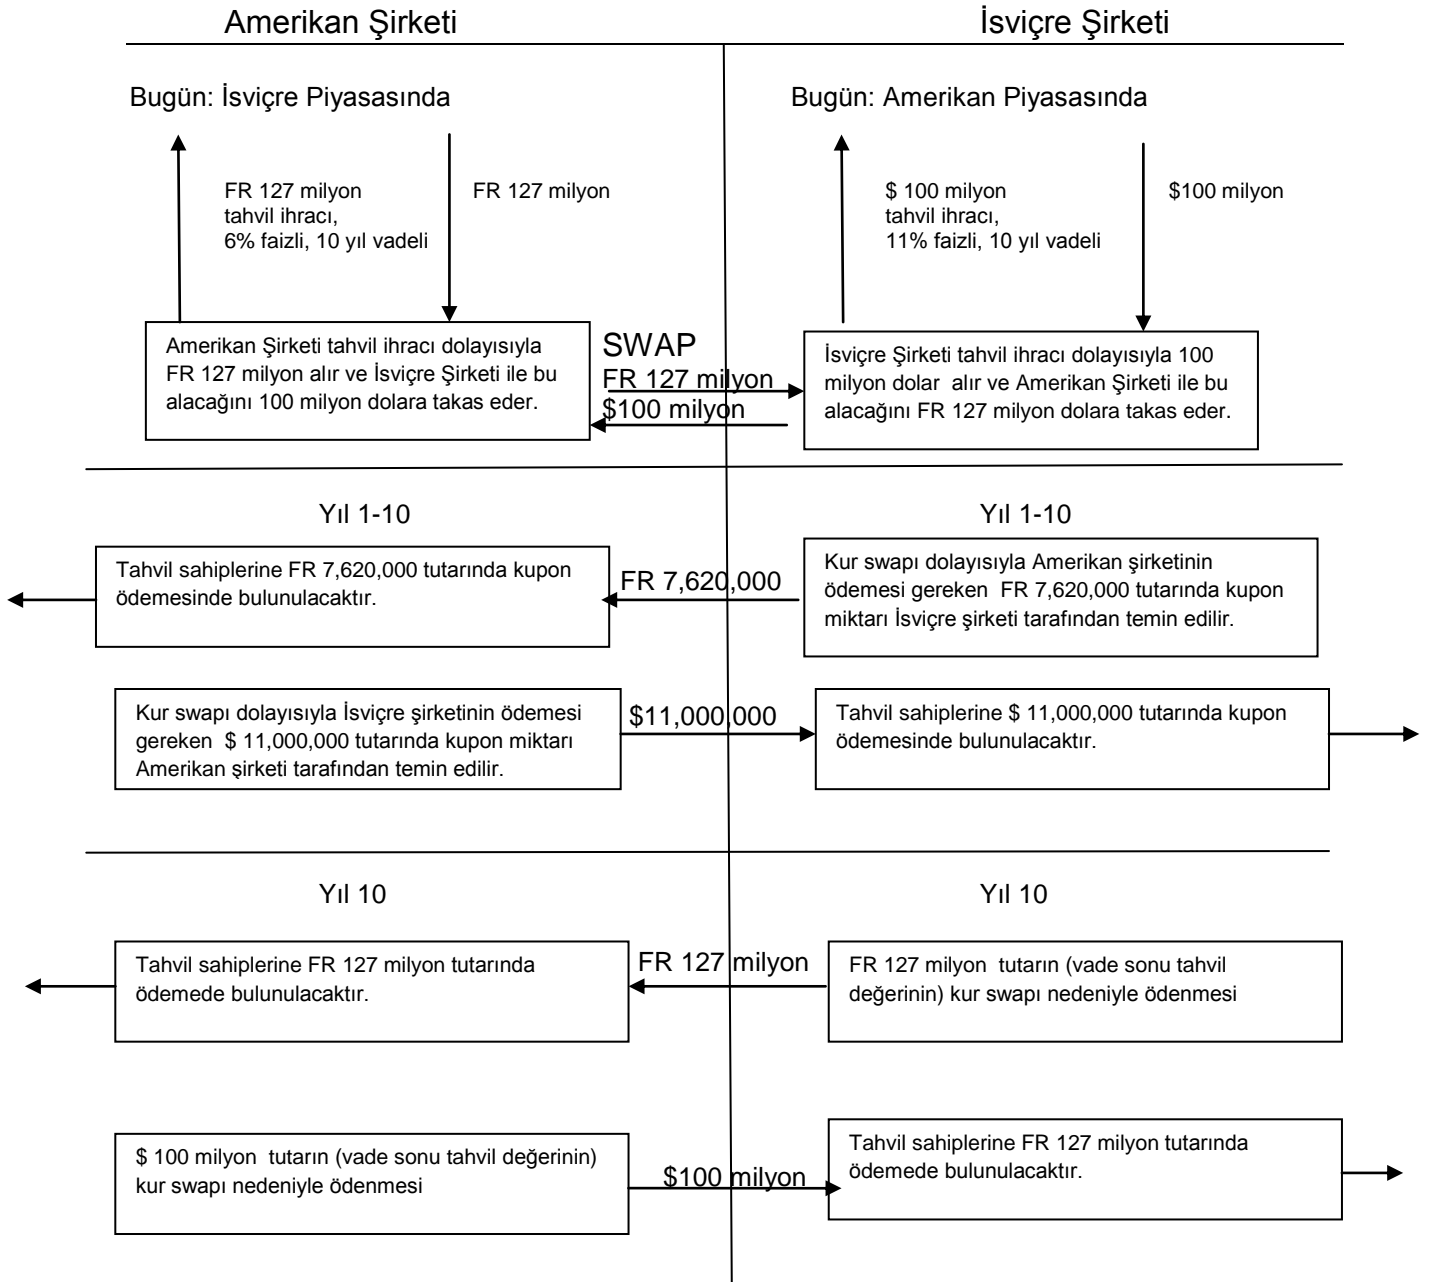 Amerikan Şirketi
İsviçre Şirketi
Bugün: İsviçre Piyasasında
Bugün: Amerikan Piyasasında
FR 127 milyon
tahvil ihracı,
6% faizli, 10 yıl vadeli
FR 127 milyon
$ 100 milyon
tahvil ihracı,
11% faizli, 10 yıl vadeli
$100 milyon
Amerikan Şirketi tahvil ihracı dolayısıyla
FR 127 milyon alır ve İsviçre Şirketi ile bu
alacağını 100 milyon dolara takas eder.
SWAP
FR 127 milyon
$100 milyon
İsviçre Şirketi tahvil ihracı dolayısıyla 100
milyon dolar alır ve Amerikan Şirketi ile bu
alacağını FR 127 milyon dolara takas eder.
Yıl 1-10
Yıl 1-10
Tahvil sahiplerine FR 7,620,000 tutarında kupon
ödemesinde bulunulacaktır.
FR 7,620,000
Kur swapı dolayısıyla Amerikan şirketinin
ödemesi gereken FR 7,620,000 tutarında kupon
miktarı İsviçre şirketi tarafından temin edilir.
Kur swapı dolayısıyla İsviçre şirketinin ödemesi
gereken $ 11,000,000 tutarında kupon miktarı
Amerikan şirketi tarafından temin edilir.
$11,000,000
Tahvil sahiplerine $ 11,000,000 tutarında kupon
ödemesinde bulunulacaktır.
Yıl 10
Yıl 10
Tahvil sahiplerine FR 127 milyon tutarında
ödemede bulunulacaktır.
FR 127 milyon
FR 127 milyon tutarın (vade sonu tahvil
değerinin) kur swapı nedeniyle ödenmesi
$ 100 milyon tutarın (vade sonu tahvil değerinin)
kur swapı nedeniyle ödenmesi
$100 milyon
Tahvil sahiplerine FR 127 milyon tutarında
ödemede bulunulacaktır.